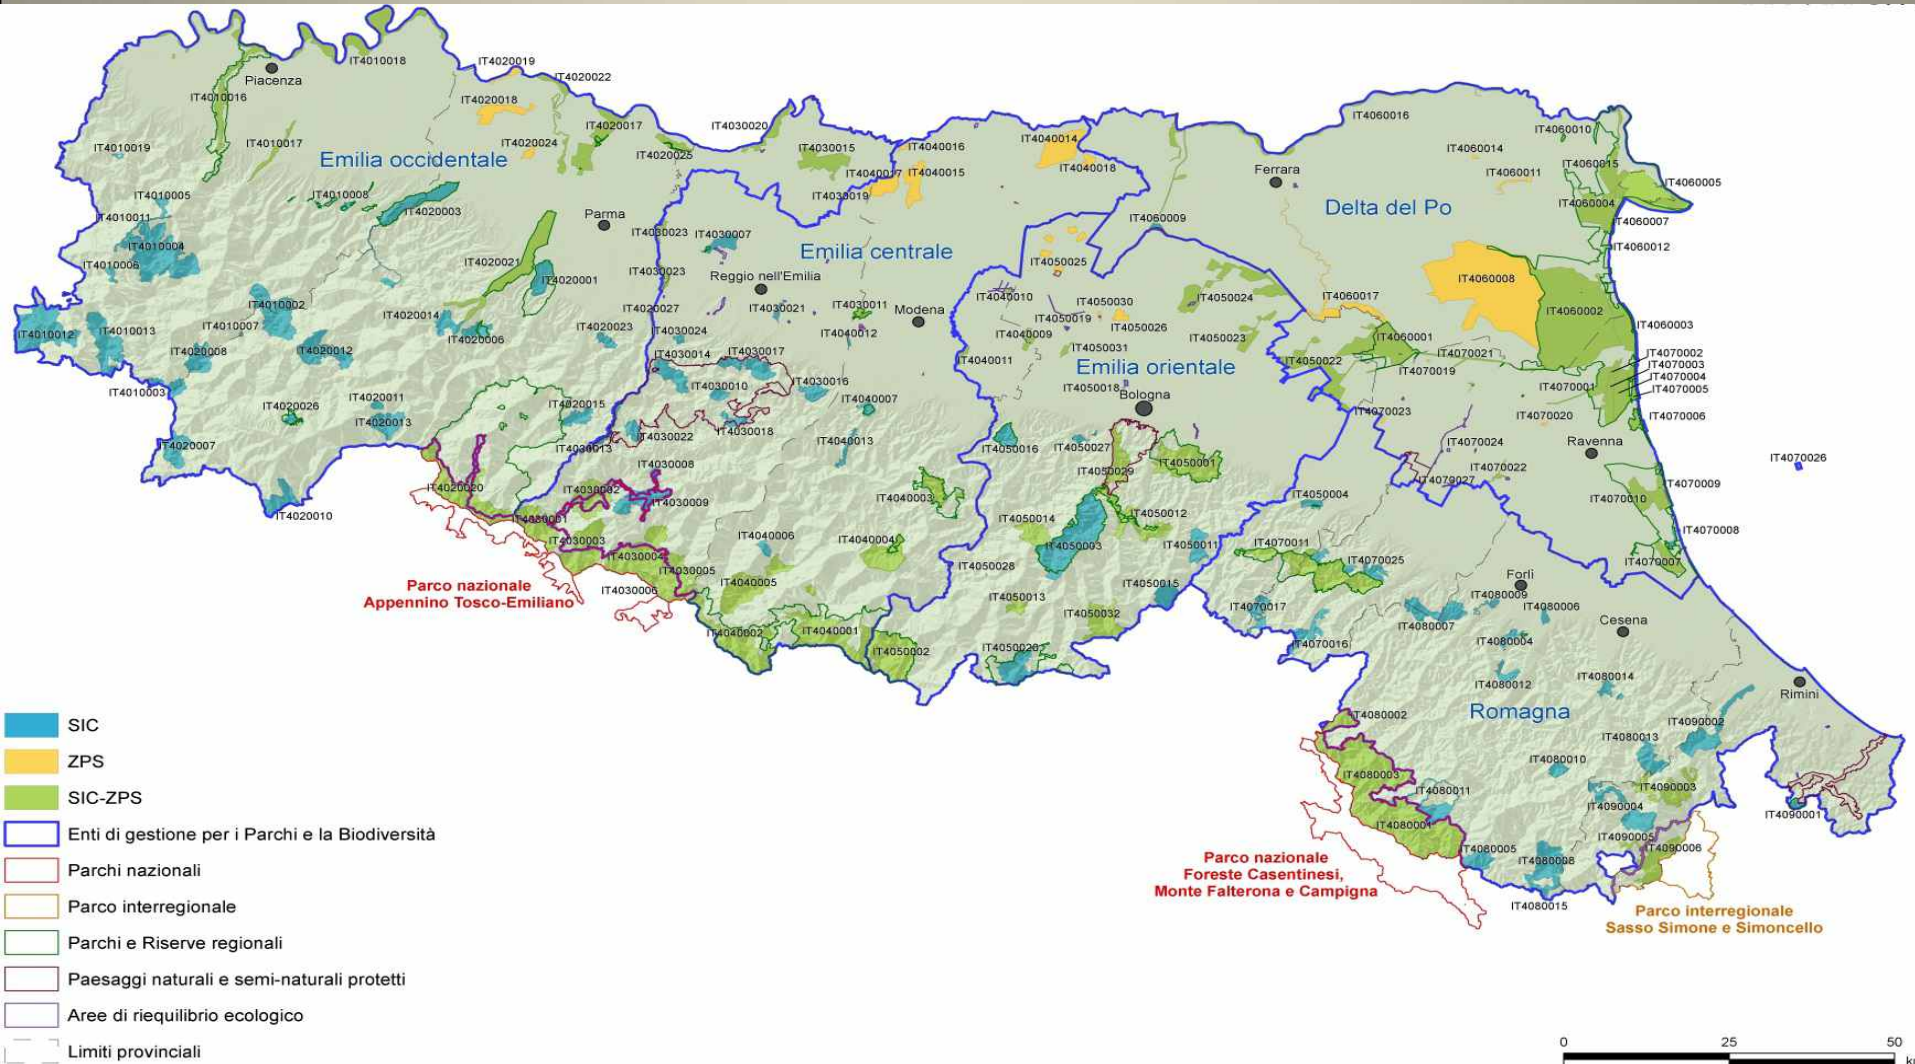 IT4010018
IT4020019
IT4020022
Piacenza
IT4010016
IT4020018
IT4010017
IT4020024
IT4020017
IT4020025
IT4030020
IT4030015
IT4040016
IT4040014
IT4040015
IT4040018
IT4030019
IT4060016
IT4060010
IT4060014
IT4060015
IT4060011
IT4060005
IT4060004
IT4060007
IT4060012
IT4010019
Emilia occidentale
Ferrara
Delta del Po
IT4010005
IT4010008
IT4020003
IT4010011
IT4010004
IT4010006
Parma
IT4030023
IT4030007
IT4060009
Emilia centrale
IT4020021
IT4020001
IT4030023
Reggio nell'Emilia
IT4050025
IT4060008
IT4010002
IT4010012
IT4010013
IT4010007
IT4020014
IT4020027
IT4030021
IT4030011
Modena
IT4040010
IT4050030
IT4050024
IT4060017
IT4060002
IT4060003
IT4020008
IT4020012
IT4020006
IT4020023
IT4030024
IT4040012
IT4050019
IT4050026
IT4040009
IT4050023
IT4060001
IT4030014
IT4030017
IT4040011
IT4050031
IT4050022
IT4070021
IT4070019
IT4070002
IT4070003
IT4070004
IT4070005
IT4070001
IT4070006
Emilia orientale
IT4010003
IT4020026
IT4020011
IT4020013
IT4020015
IT4030010
IT4030016
IT4040007
IT4050018
Bologna
IT4070023
IT4070020
Ravenna
IT4020007
IT4030013
IT4030022
IT4030018
IT4040013
IT4050016
IT4050027
IT4050029
IT4050001
IT4070024
IT4070022
IT4070027
IT4070026
IT4020010
IT4020020
IT4030008
IT4030002
IT4030009
IT4040003
IT4050012
IT4050004
IT4070010
IT4070009
IT4070008
IT4030001
IT4030003
IT4030004
IT4030005
IT4030006
IT4040006
IT4040004
IT4040005
IT4050014
IT4050003
IT4050011
IT4050028
IT4050015
IT4050013
IT4050032
IT4070011
IT4070025
IT4070007
Parco nazionale
Appennino Tosco-Emiliano
IT4040002
IT4040001
IT4050002
IT4050020
IT4070017
IT4070016
Forlì
IT4080009
IT4080006
IT4080007
IT4080004
Cesena
IT4080012
IT4080014
Rimini
Romagna
IT4080002
IT4090002
IT4080013
IT4080010
IT4080003
IT4080011
IT4090003
IT4090004
IT4090001
IT4080001
IT4090005
IT4090006
IT4080005
IT4080008
IT4080015
Parco nazionale
Foreste Casentinesi,
Monte Falterona e Campigna
Parco interregionale
Sasso Simone e Simoncello
SIC
ZPS
SIC-ZPS
Enti di gestione per i Parchi e la Biodiversità
Parchi nazionali
Parco interregionale
Parchi e Riserve regionali
Paesaggi naturali e semi-naturali protetti
Aree di riequilibrio ecologico
Limiti provinciali
0 25 50